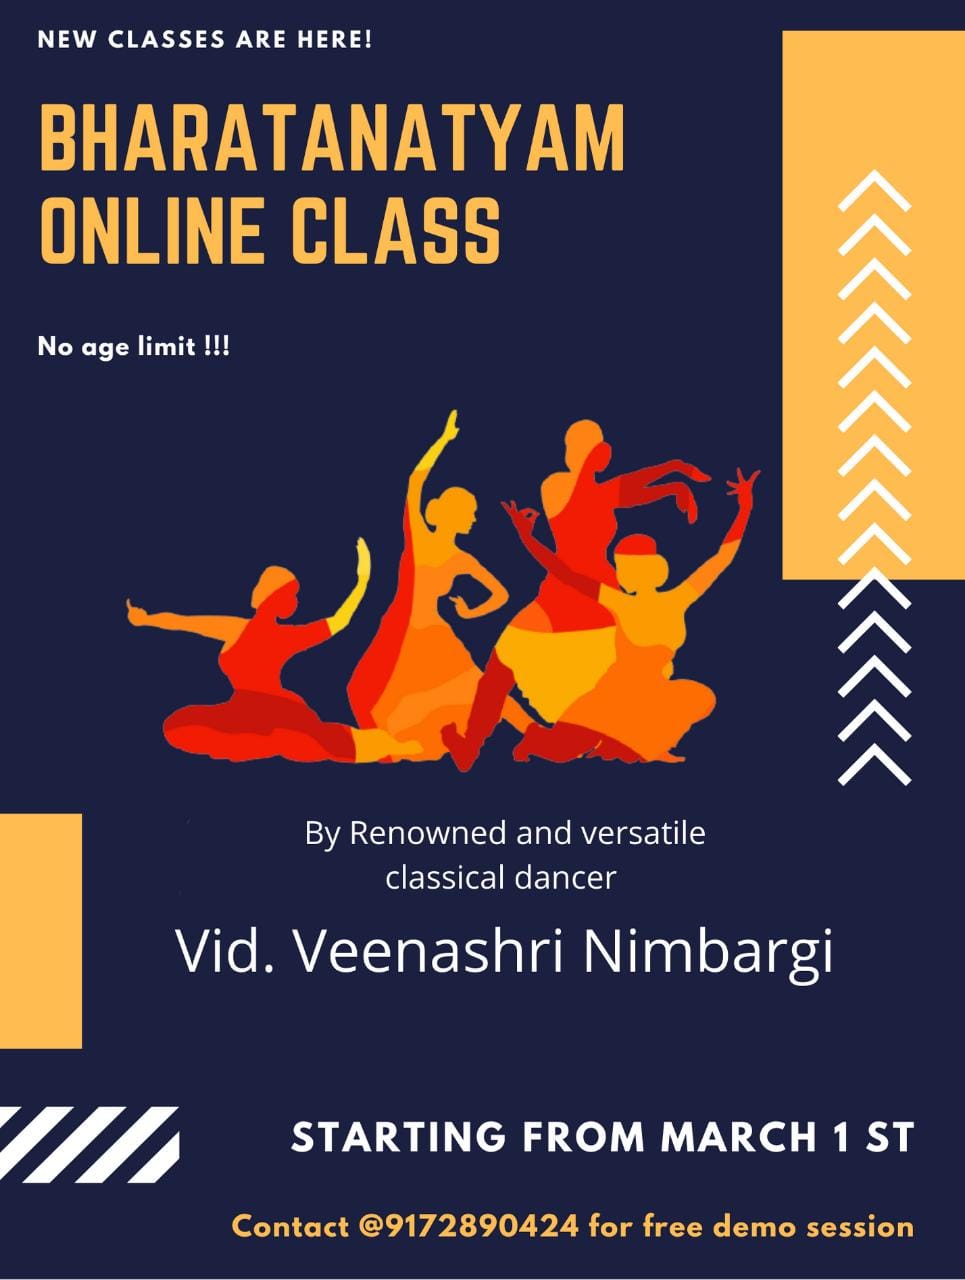 NEW CLASSES ARE HERE!
BHARATANATYAM
ONLINE CLASS
No age limit !!!
By Renowned and versatile
classical dancer
Vid. Veenashri Nimbargi
STARTING FROM MARCH 1 ST
Contact @9172890424 for free demo session